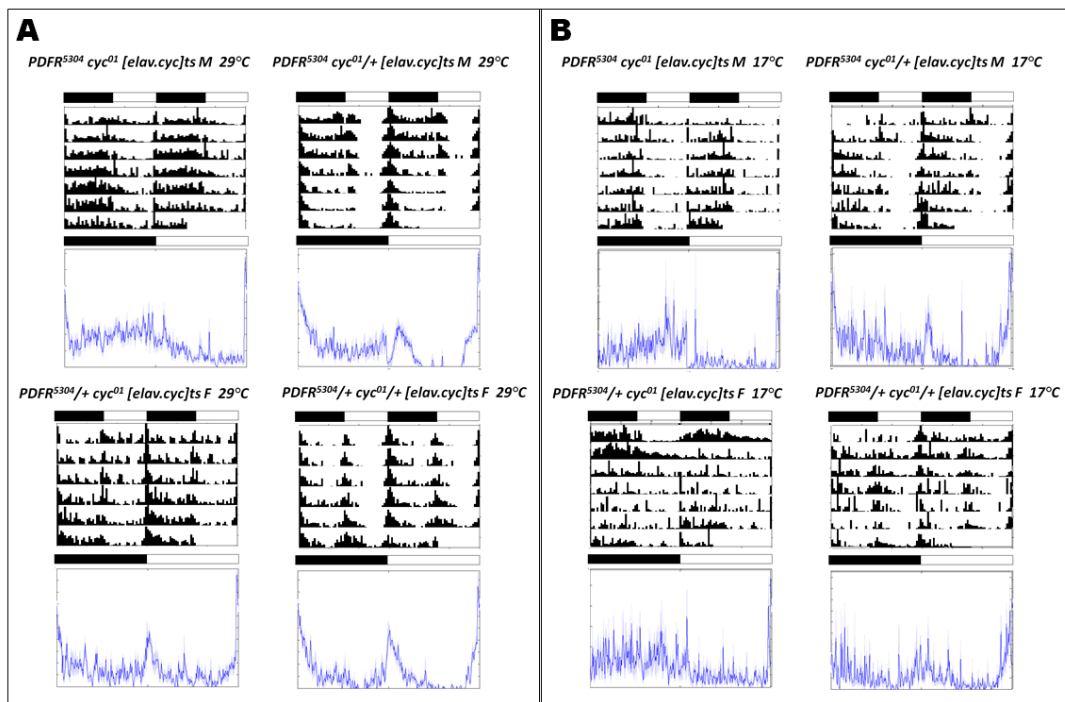 A
PDFR⁵³⁰⁴ cyc⁰¹ [elav.cyc]ts M 29°C
PDFR⁵³⁰⁴ cyc⁰¹/+ [elav.cyc]ts M 29°C
PDFR⁵³⁰⁴/+ cyc⁰¹ [elav.cyc]ts F 29°C
PDFR⁵³⁰⁴/+ cyc⁰¹/+ [elav.cyc]ts F 29°C
B
PDFR⁵³⁰⁴ cyc⁰¹ [elav.cyc]ts M 17°C
PDFR⁵³⁰⁴ cyc⁰¹/+ [elav.cyc]ts M 17°C
PDFR⁵³⁰⁴/+ cyc⁰¹ [elav.cyc]ts F 17°C
PDFR⁵³⁰⁴/+ cyc⁰¹/+ [elav.cyc]ts F 17°C